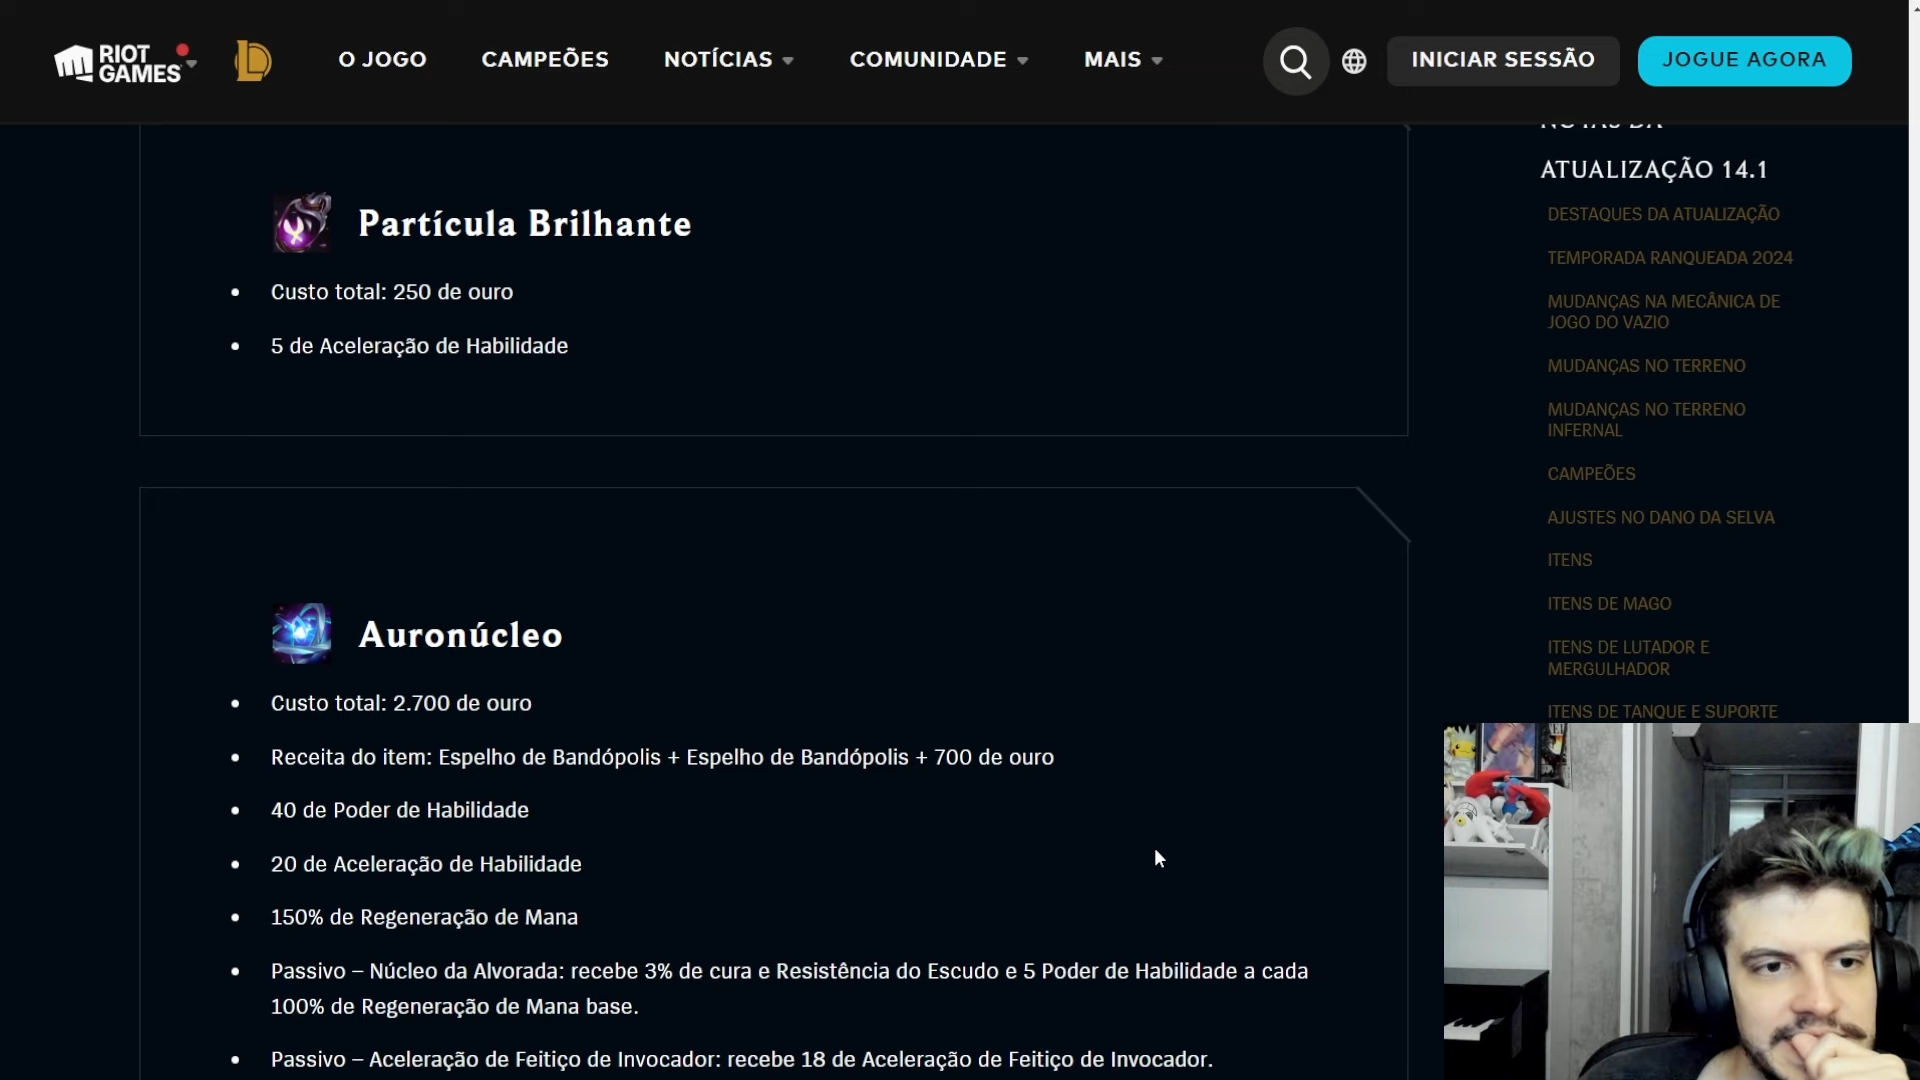 RIOT GAMES
O JOGO
CAMPEÕES
NOTÍCIAS
COMUNIDADE
MAIS
INICIAR SESSÃO
JOGUE AGORA
Partícula Brilhante
Custo total: 250 de ouro
5 de Aceleração de Habilidade
Auronúcleo
Custo total: 2.700 de ouro
Receita do item: Espelho de Bandópolis + Espelho de Bandópolis + 700 de ouro
40 de Poder de Habilidade
20 de Aceleração de Habilidade
150% de Regeneração de Mana
Passivo – Núcleo da Alvorada: recebe 3% de cura e Resistência do Escudo e 5 Poder de Habilidade a cada
100% de Regeneração de Mana base.
Passivo – Aceleração de Feitiço de Invocador: recebe 18 de Aceleração de Feitiço de Invocador.
NOTAS DA
ATUALIZAÇÃO 14.1
DESTAQUES DA ATUALIZAÇÃO
TEMPORADA RANQUEADA 2024
MUDANÇAS NA MECÂNICA DE
JOGO DO VAZIO
MUDANÇAS NO TERRENO
MUDANÇAS NO TERRENO
INFERNAL
CAMPEÕES
AJUSTES NO DANO DA SELVA
ITENS
ITENS DE MAGO
ITENS DE LUTADOR E
MERGULHADOR
ITENS DE TANQUE E SUPORTE